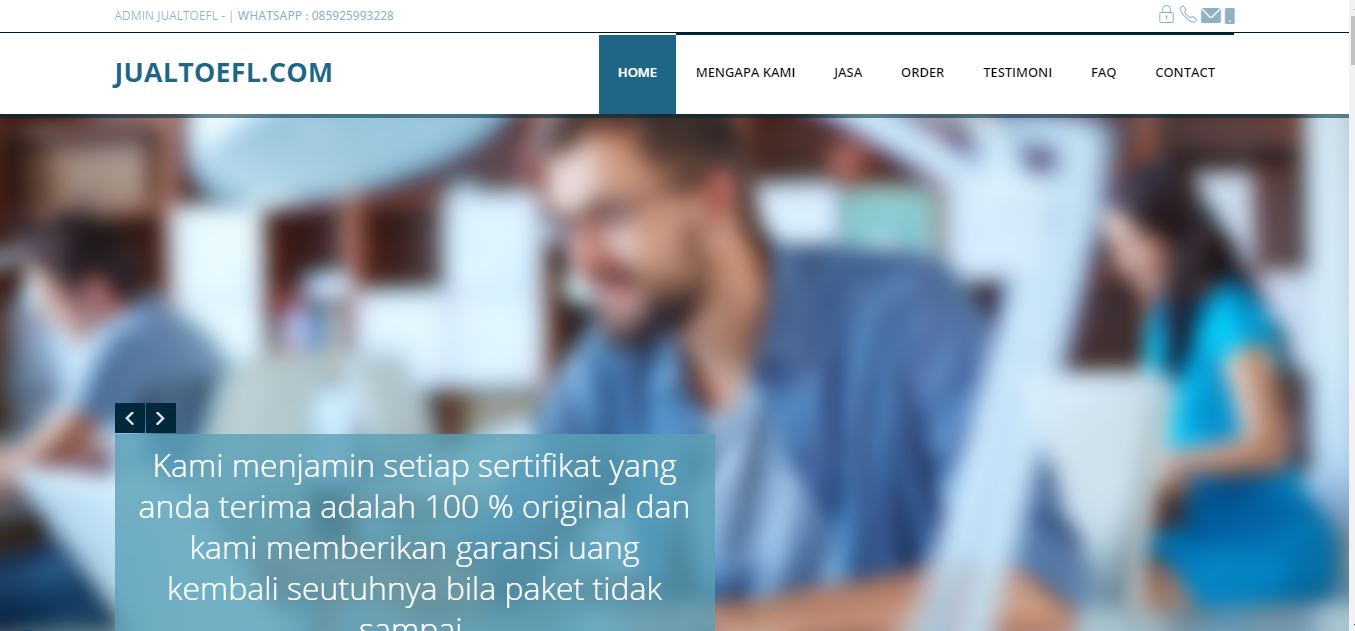 ADMIN JUALTOEFL - | WHATSAPP : 085925993228
JUALTOEFL.COM
HOME MENGAPA KAMI JASA ORDER TESTIMONI FAQ CONTACT
Kami menjamin setiap sertifikat yang
anda terima adalah 100 % original dan
kami memberikan garansi uang
kembali seutuhnya bila paket tidak
sampai